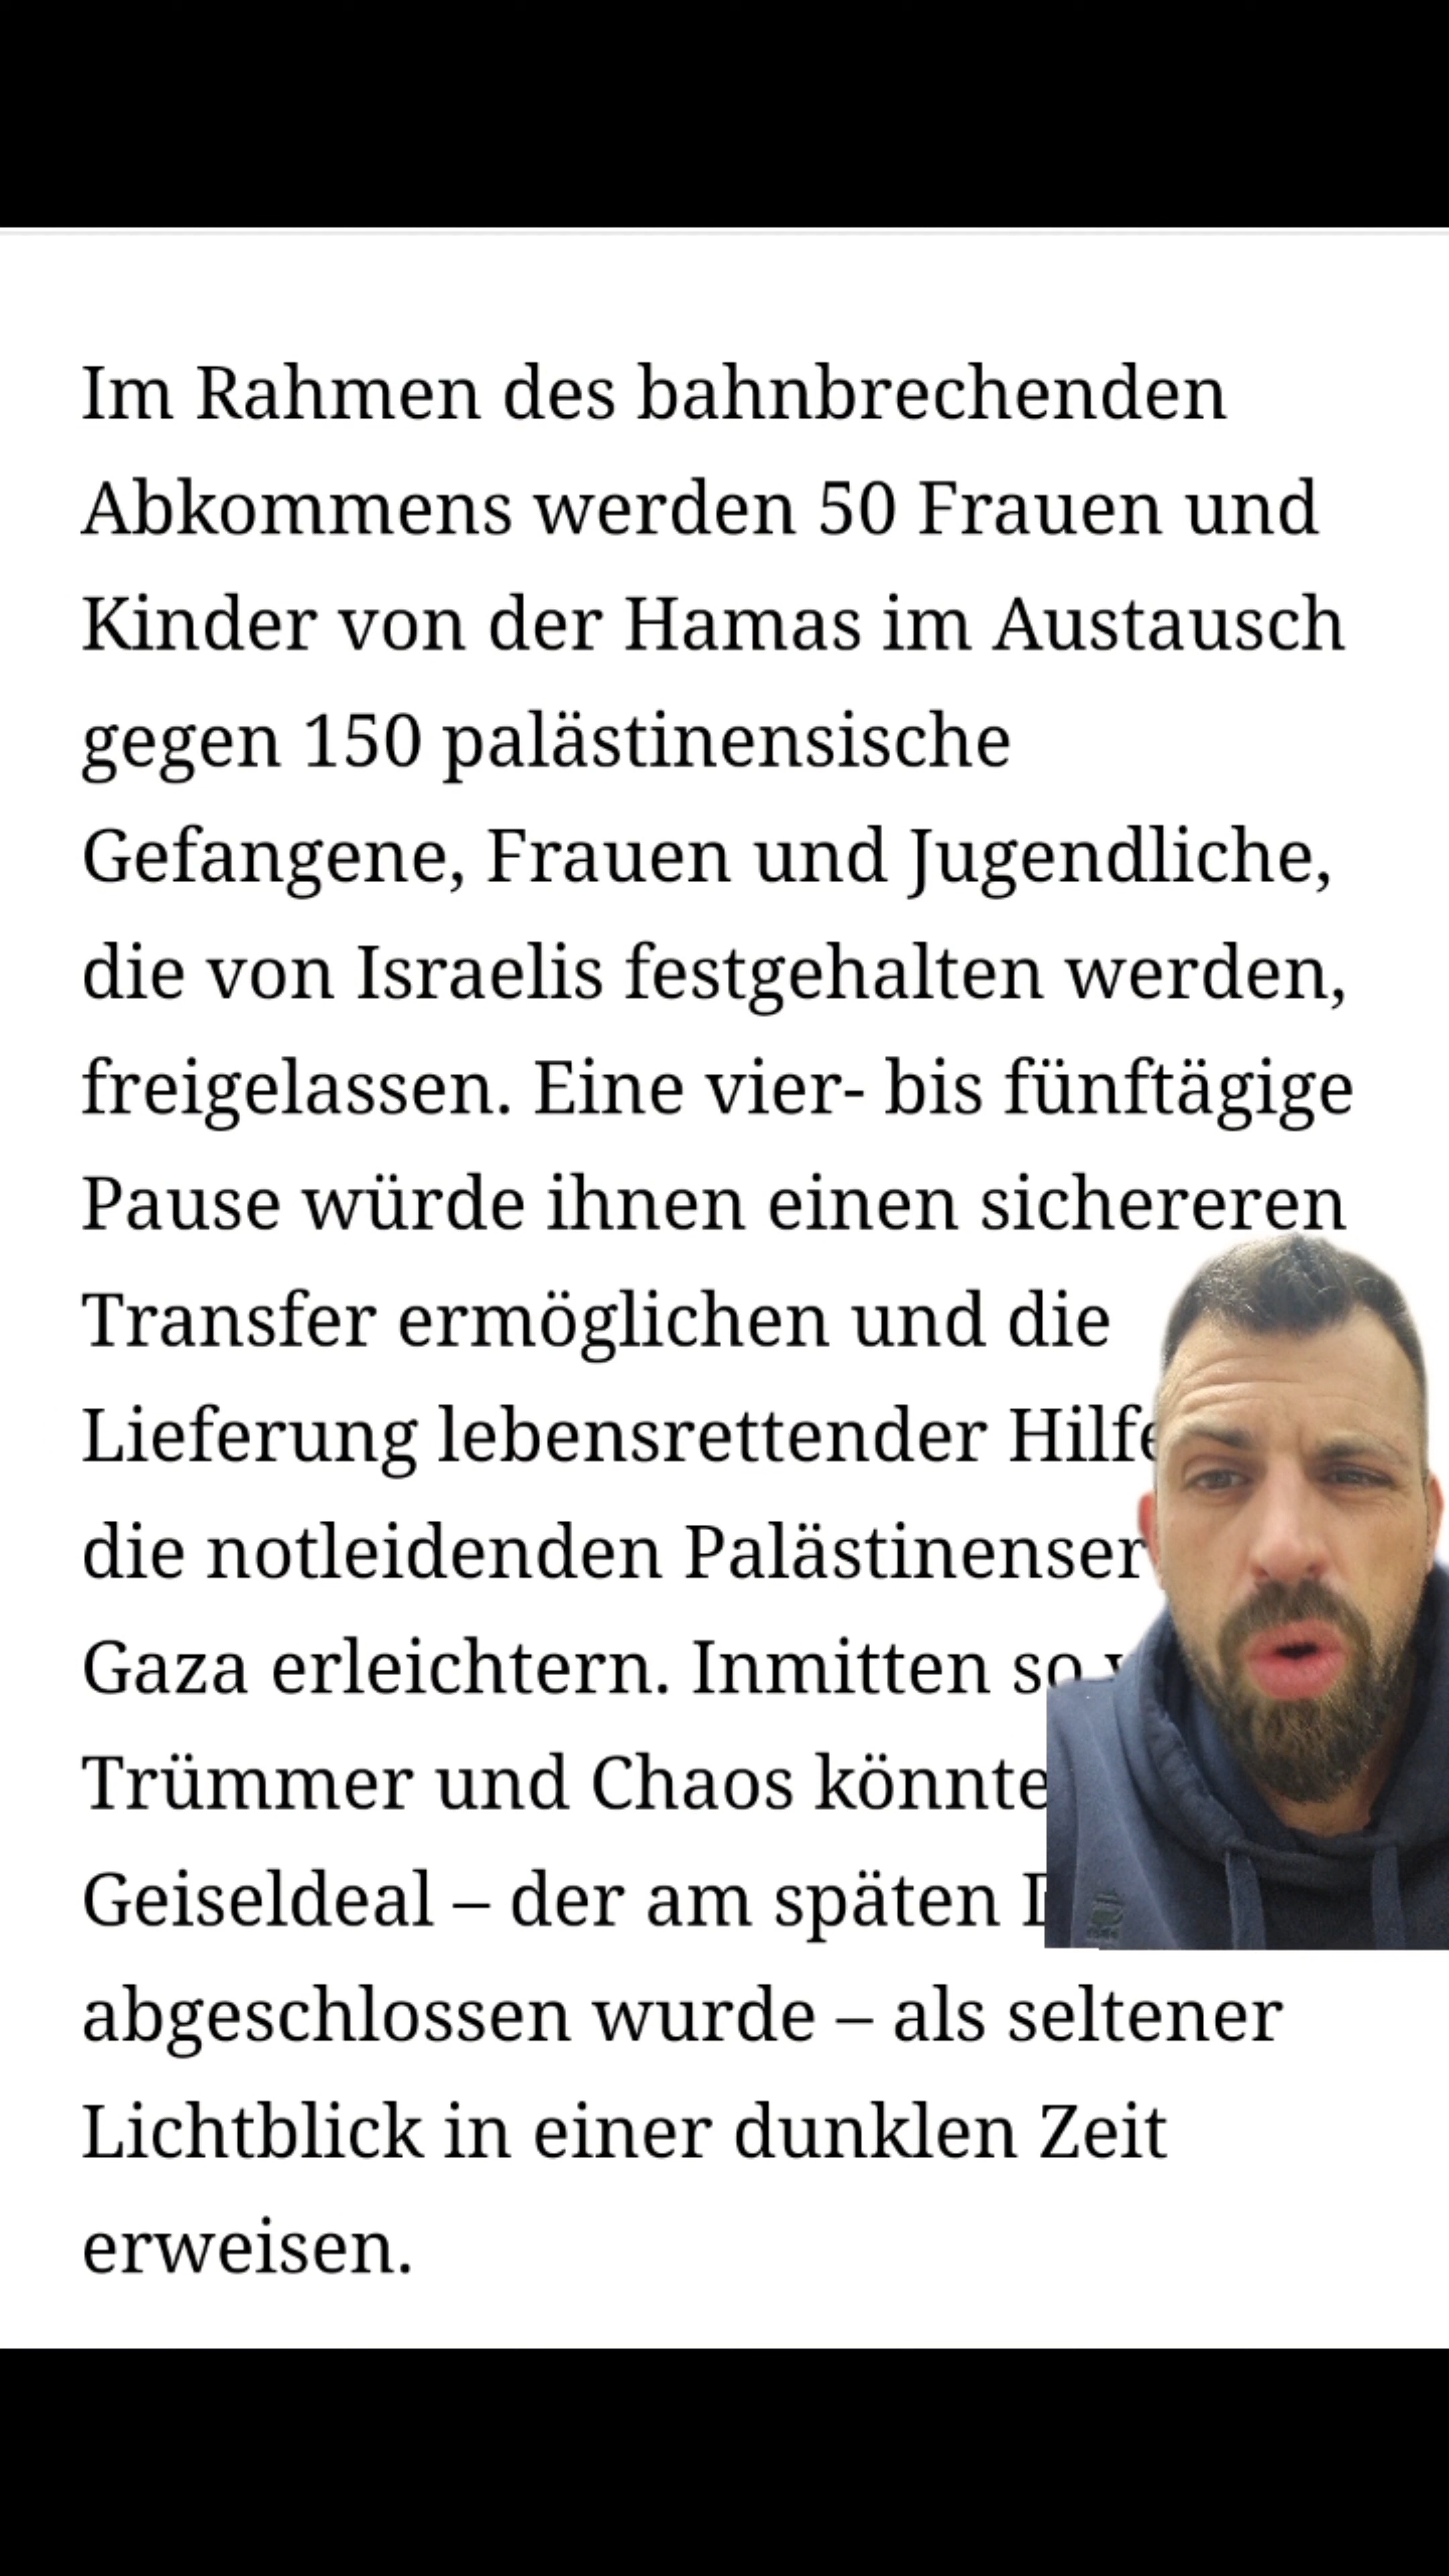 Im Rahmen des bahnbrechenden
Abkommens werden 50 Frauen und
Kinder von der Hamas im Austausch
gegen 150 palästinensische
Gefangene, Frauen und Jugendliche,
die von Israelis festgehalten werden,
freigelassen. Eine vier- bis fünftägige
Pause würde ihnen einen sichereren
Transfer ermöglichen und die
Lieferung lebensrettender Hilfe
die notleidenden Palästinenser
Gaza erleichtern. Inmitten so
Trümmer und Chaos könnte
Geiseldeal – der am späten
abgeschlossen wurde – als seltener
Lichtblick in einer dunklen Zeit
erweisen.